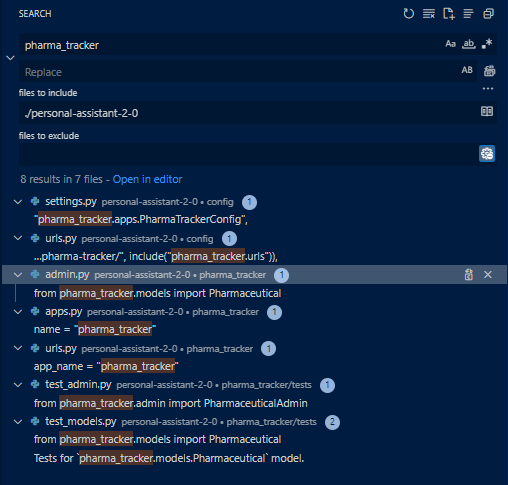 SEARCH
pharma_tracker
Aa ab .*
Replace
AB
files to include
./personal-assistant-2-0
files to exclude
8 results in 7 files - Open in editor
settings.py personal-assistant-2-0 • config 1
"pharma_tracker.apps.PharmaTrackerConfig",
urls.py personal-assistant-2-0 • config 1
...pharma-tracker/", include("pharma_tracker.urls")),
admin.py personal-assistant-2-0 • pharma_tracker 1
from pharma_tracker.models import Pharmaceutical
apps.py personal-assistant-2-0 • pharma_tracker 1
name = "pharma_tracker"
urls.py personal-assistant-2-0 • pharma_tracker 1
app_name = "pharma_tracker"
test_admin.py personal-assistant-2-0 • pharma_tracker/tests 1
from pharma_tracker.admin import PharmaceuticalAdmin
test_models.py personal-assistant-2-0 • pharma_tracker/tests 2
from pharma_tracker.models import Pharmaceutical
Tests for `pharma_tracker.models.Pharmaceutical` model.